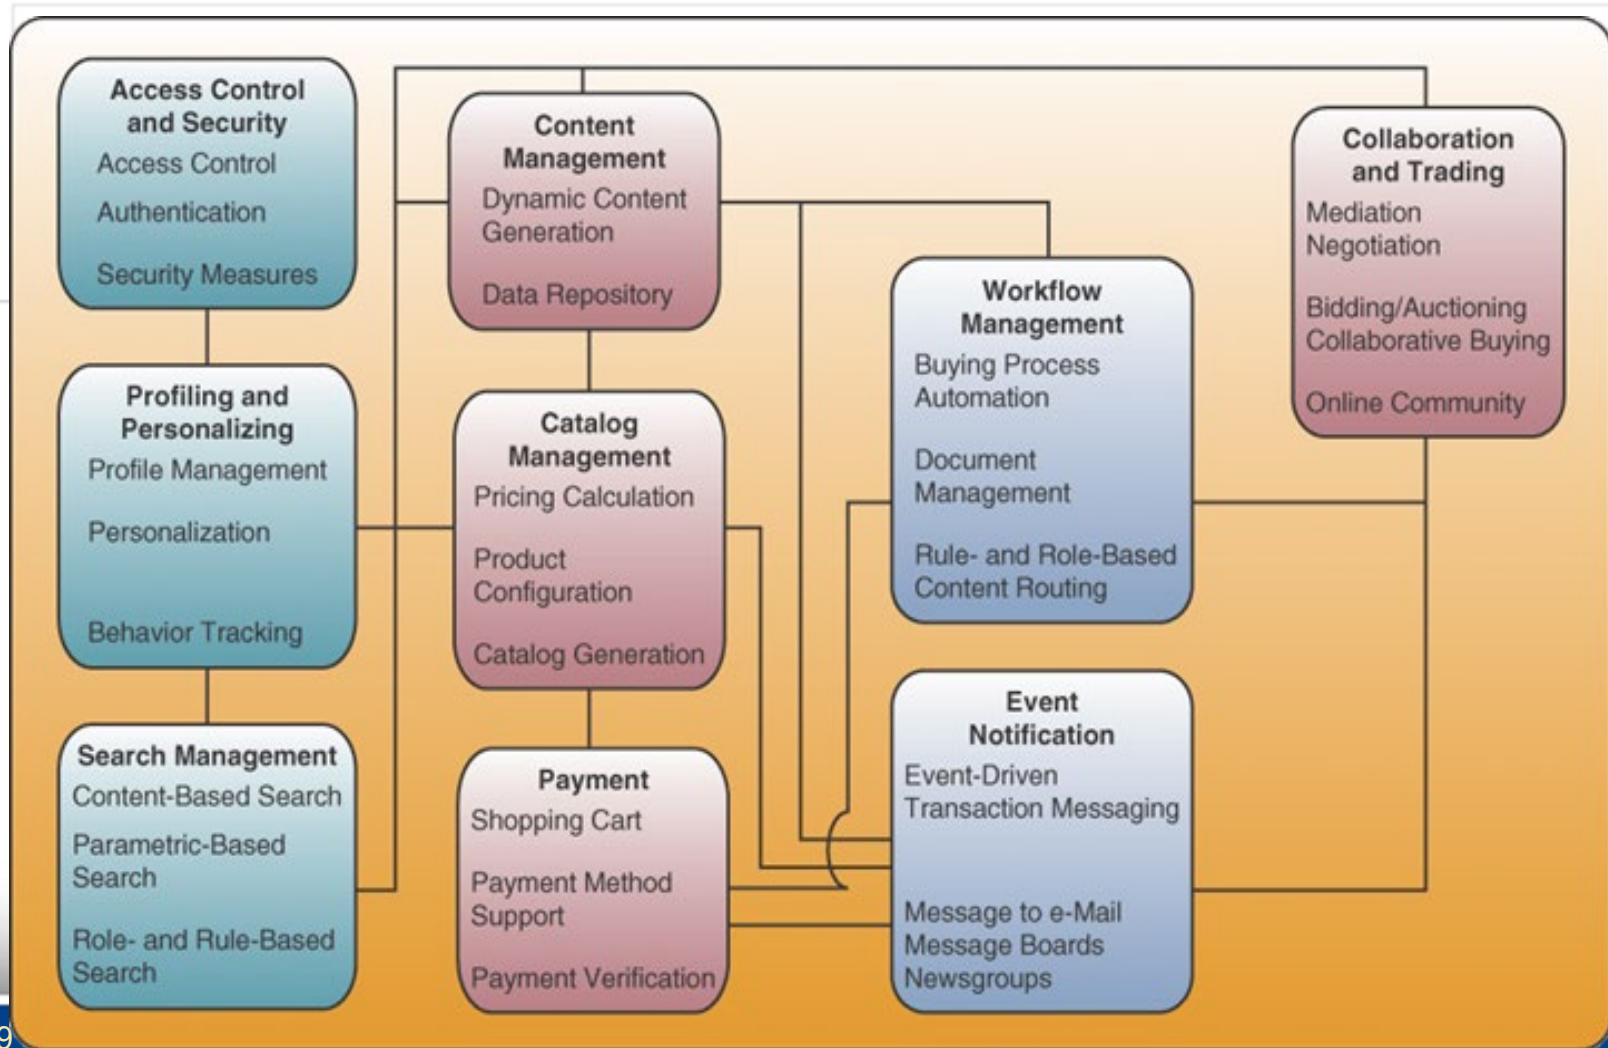 Access Control
and Security
Access Control
Authentication
Security Measures
Profiling and
Personalizing
Profile Management
Personalization
Behavior Tracking
Search Management
Content-Based Search
Parametric-Based
Search
Role- and Rule-Based
Search
Content
Management
Dynamic Content
Generation
Data Repository
Catalog
Management
Pricing Calculation
Product
Configuration
Catalog Generation
Payment
Shopping Cart
Payment Method
Support
Payment Verification
Workflow
Management
Buying Process
Automation
Document
Management
Rule- and Role-Based
Content Routing
Event
Notification
Event-Driven
Transaction Messaging
Message to e-Mail
Message Boards
Newsgroups
Collaboration
and Trading
Mediation
Negotiation
Bidding/Auctioning
Collaborative Buying
Online Community
9